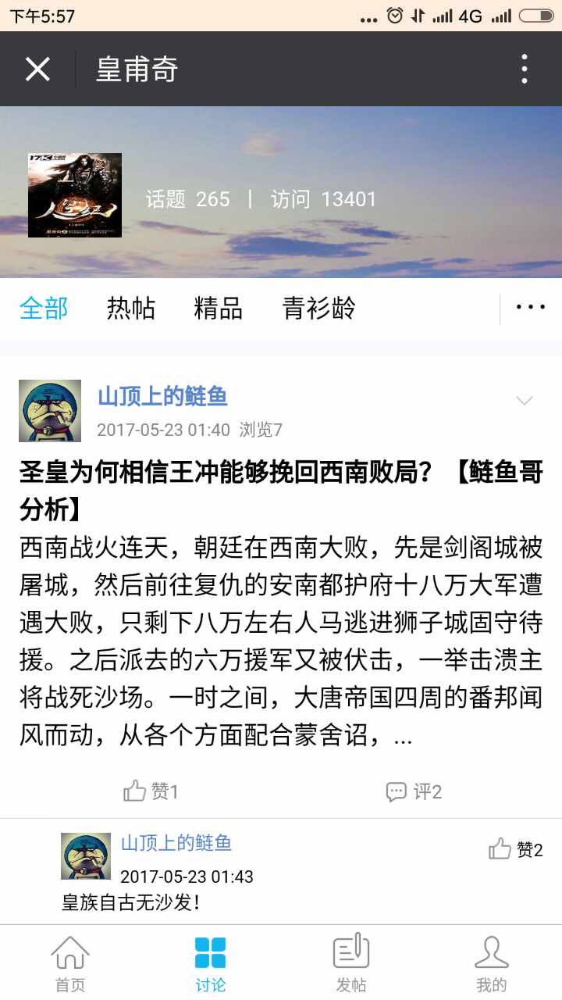 下午5:57
4G
皇甫奇
17K
人皇纪
话题 265 | 访问 13401
全部 热帖 精品 青衫龄
山顶上的鲢鱼
2017-05-23 01:40 浏览7
圣皇为何相信王冲能够挽回西南败局？【鲢鱼哥
分析】
西南战火连天，朝廷在西南大败，先是剑阁城被
屠城，然后前往复仇的安南都护府十八万大军遭
遇大败，只剩下八万左右人马逃进狮子城固守待
援。之后派去的六万援军又被伏击，一举击溃主
将战死沙场。一时之间，大唐帝国四周的番邦闻
风而动，从各个方面配合蒙舍诏，...
赞1 评2
山顶上的鲢鱼
赞2
2017-05-23 01:43
皇族自古无沙发！
首页 讨论 发帖 我的